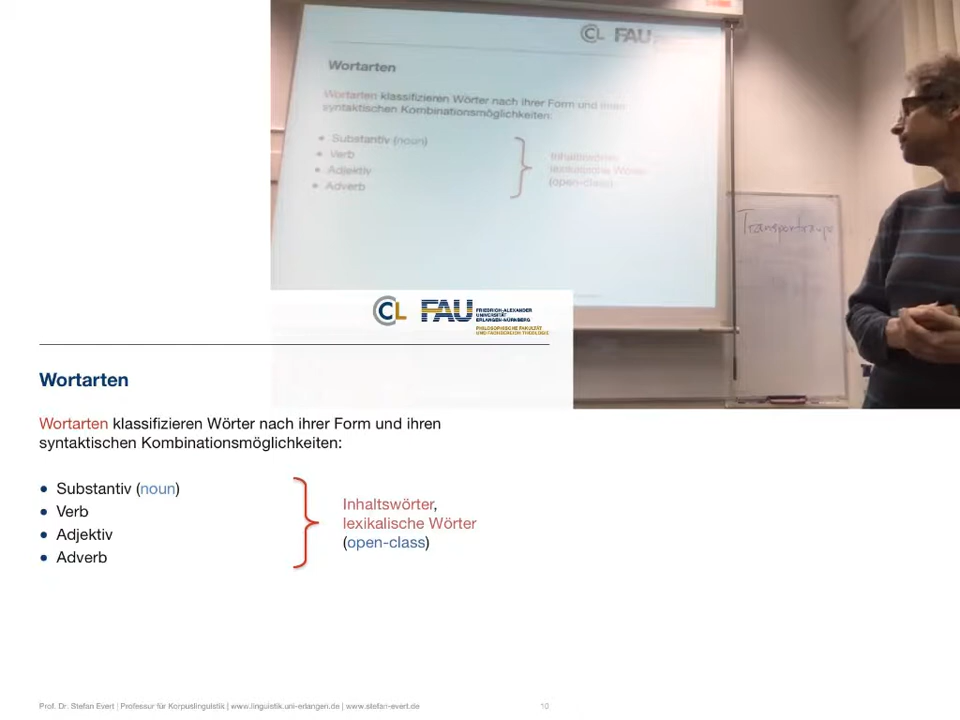 CL FAU
Wortarten
Wortarten klassifizieren Wörter nach ihrer Form und ihren
syntaktischen Kombinationsmöglichkeiten:
Substantiv (noun)
Verb
Adjektiv
Adverb
Inhaltswörter,
lexikalische Wörter
(open-class)
CL FAU FRIEDRICH-ALEXANDER
UNIVERSITÄT
ERLANGEN-NÜRNBERG
PHILOSOPHISCHE FAKULTÄT
UND FACHBEREICH THEOLOGIE
Wortarten
Wortarten klassifizieren Wörter nach ihrer Form und ihren
syntaktischen Kombinationsmöglichkeiten:
• Substantiv (noun)
• Verb
• Adjektiv
• Adverb
Inhaltswörter,
lexikalische Wörter
(open-class)
Prof. Dr. Stefan Evert | Professur für Korpuslinguistik | www.linguistik.uni-erlangen.de | www.stefan-evert.de 10